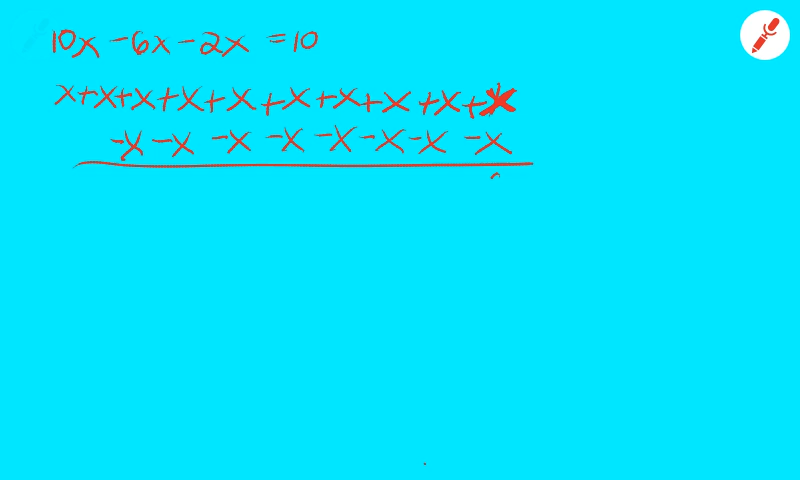 10x - 6x - 2x = 10
x + x + x + x + x + x + x + x + x + x
- x - x - x - x - x - x - x - x